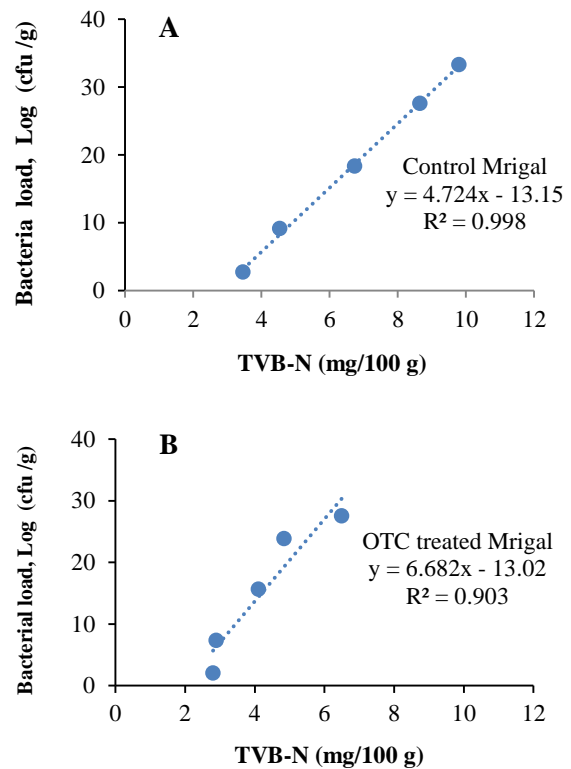 A
Bacteria load, Log (cfu /g)
40
30
20
10
0
Control Mrigal
y = 4.724x - 13.15
R² = 0.998
0 2 4 6 8 10 12
TVB-N (mg/100 g)
B
Bacterial load, Log (cfu /g)
40
30
20
10
0
OTC treated Mrigal
y = 6.682x - 13.02
R² = 0.903
0 2 4 6 8 10 12
TVB-N (mg/100 g)